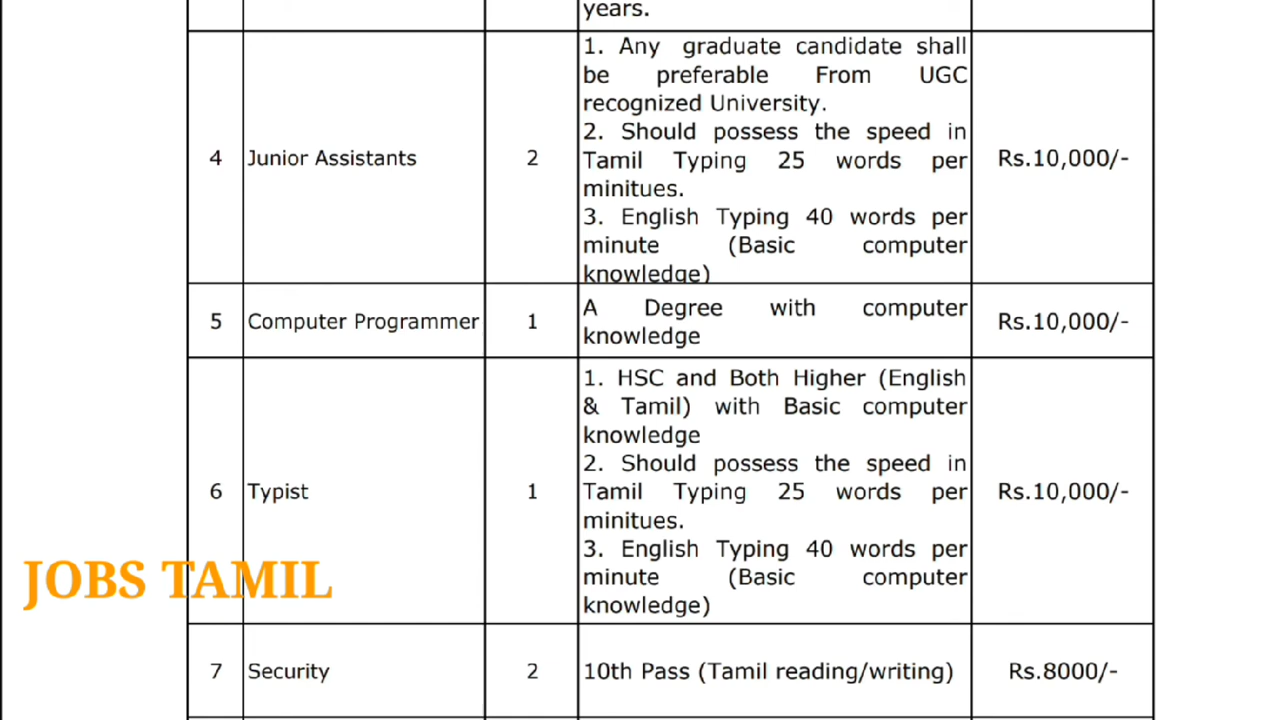 years.
4 Junior Assistants 2 1. Any graduate candidate shall
be preferable From UGC
recognized University.
2. Should possess the speed in
Tamil Typing 25 words per
minitues.
3. English Typing 40 words per
minute (Basic computer
knowledge) Rs.10,000/-
5 Computer Programmer 1 A Degree with computer
knowledge Rs.10,000/-
6 Typist 1 1. HSC and Both Higher (English
& Tamil) with Basic computer
knowledge
2. Should possess the speed in
Tamil Typing 25 words per
minitues.
3. English Typing 40 words per
minute (Basic computer
knowledge) Rs.10,000/-
JOBS TAMIL
7 Security 2 10th Pass (Tamil reading/writing) Rs.8000/-